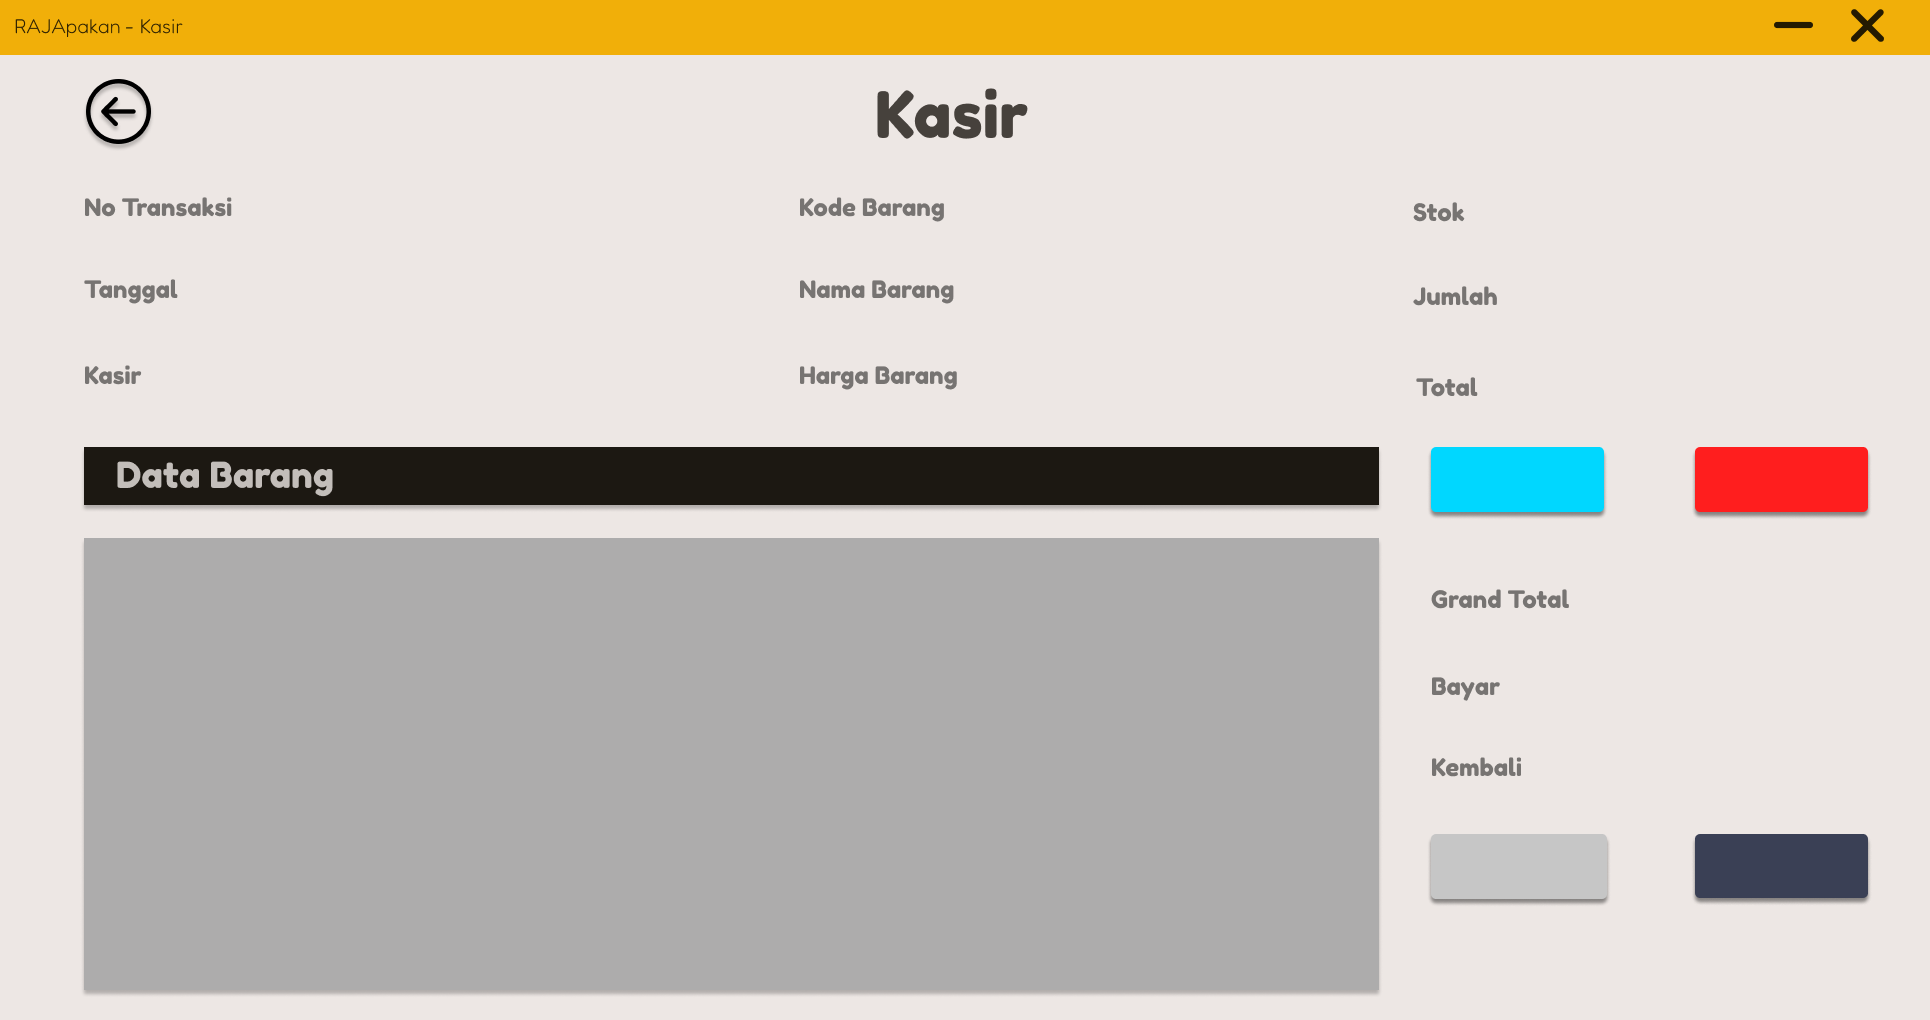 RAJApakan - Kasir
Kasir
No Transaksi
Kode Barang
Stok
Tanggal
Nama Barang
Jumlah
Kasir
Harga Barang
Total
Data Barang
Grand Total
Bayar
Kembali